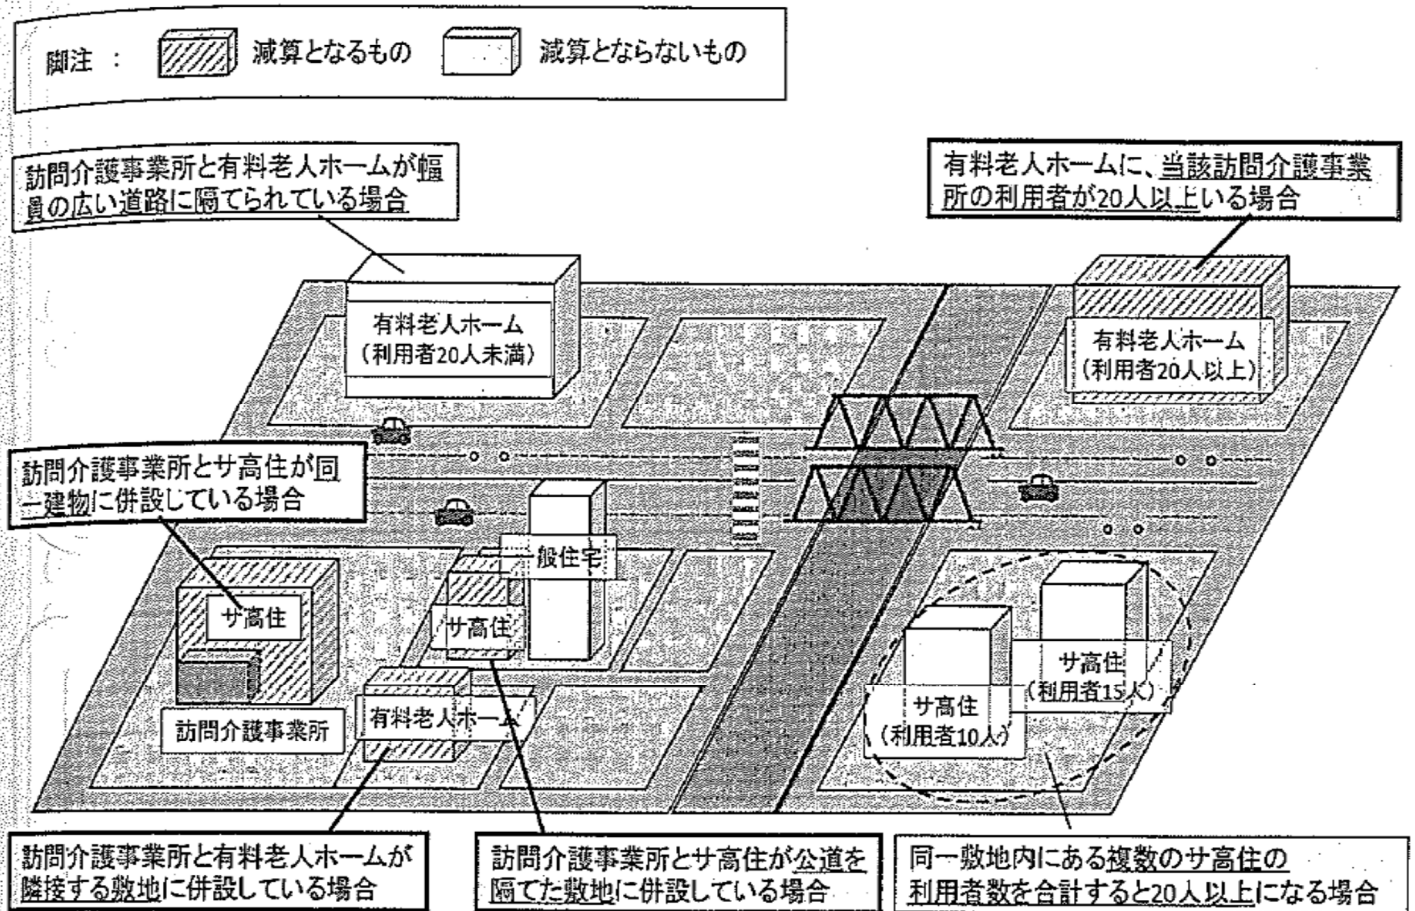 脚注 ： 減算となるもの 減算とならないもの
訪問介護事業所と有料老人ホームが幅
員の広い道路に隔てられている場合
有料老人ホームに、当該訪問介護事業
所の利用者が20人以上いる場合
有料老人ホーム
（利用者20人未満）
有料老人ホーム
（利用者20人以上）
訪問介護事業所とサ高住が同
一建物に併設している場合
一般住宅
サ高住
サ高住
訪問介護事業所
有料老人ホーム
サ高住
（利用者15人）
サ高住
（利用者10人）
訪問介護事業所と有料老人ホームが
隣接する敷地に併設している場合
訪問介護事業所とサ高住が公道を
隔てた敷地に併設している場合
同一敷地内にある複数のサ高住の
利用者数を合計すると20人以上になる場合